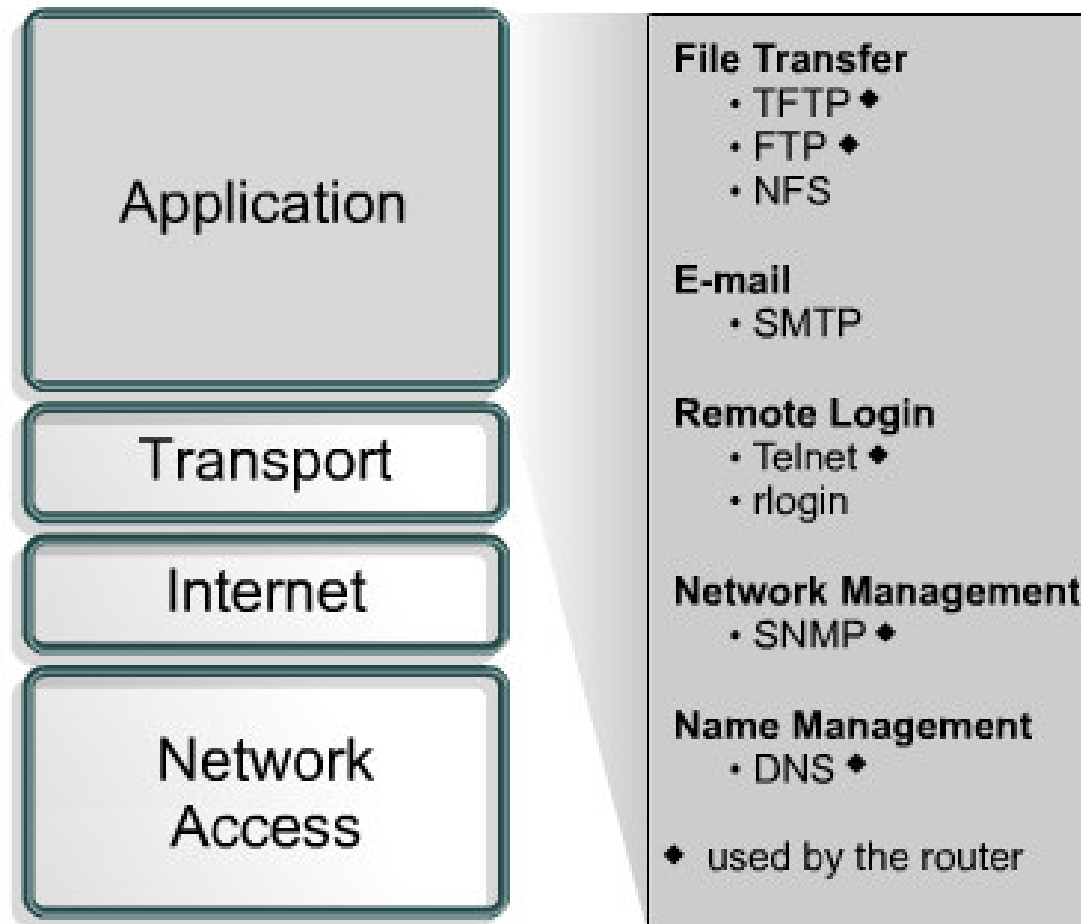 Application
Transport
Internet
Network
Access
File Transfer
• TFTP ◆
• FTP ◆
• NFS
E-mail
• SMTP
Remote Login
• Telnet ◆
• rlogin
Network Management
• SNMP ◆
Name Management
• DNS ◆
◆ used by the router